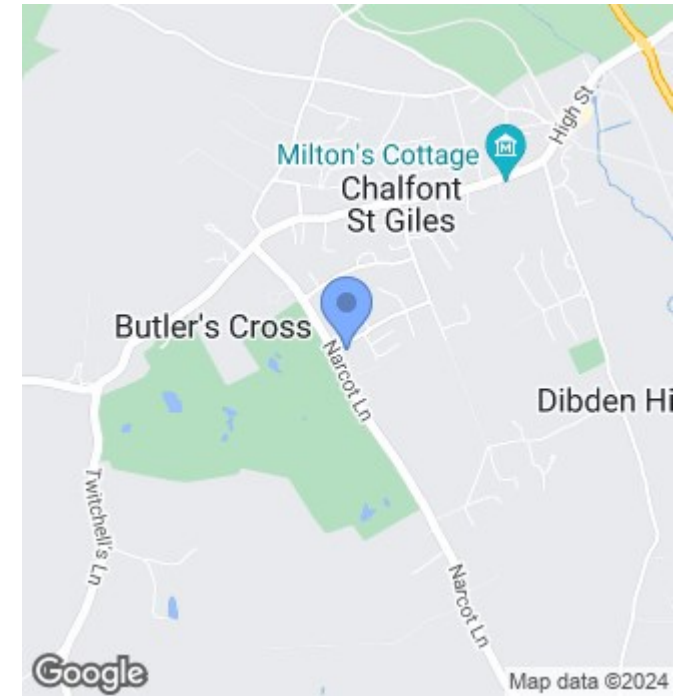 High St
Milton's Cottage
Chalfont
St Giles
Butler's Cross
Narcot Ln
Dibden Hi
Twitchell's Ln
Narcot Ln
Google
Map data ©2024